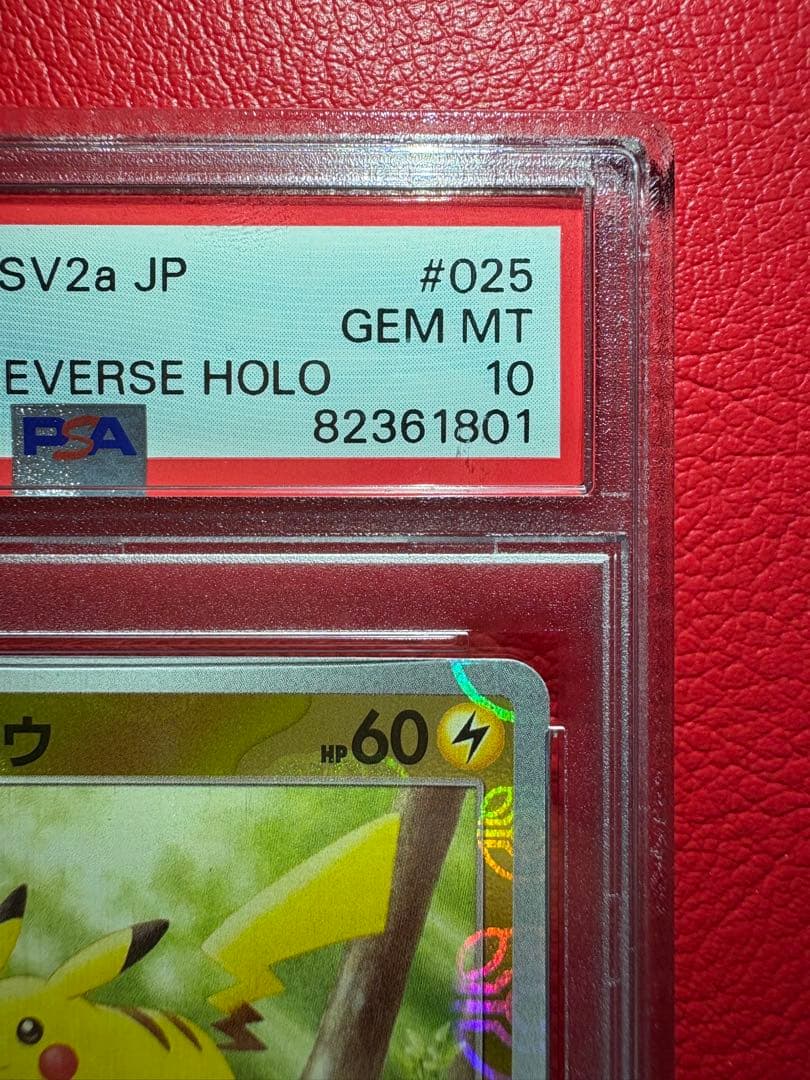 SV2a JP #025
GEM MT
EVERSE HOLO 10
PSA 82361801
ウ HP60